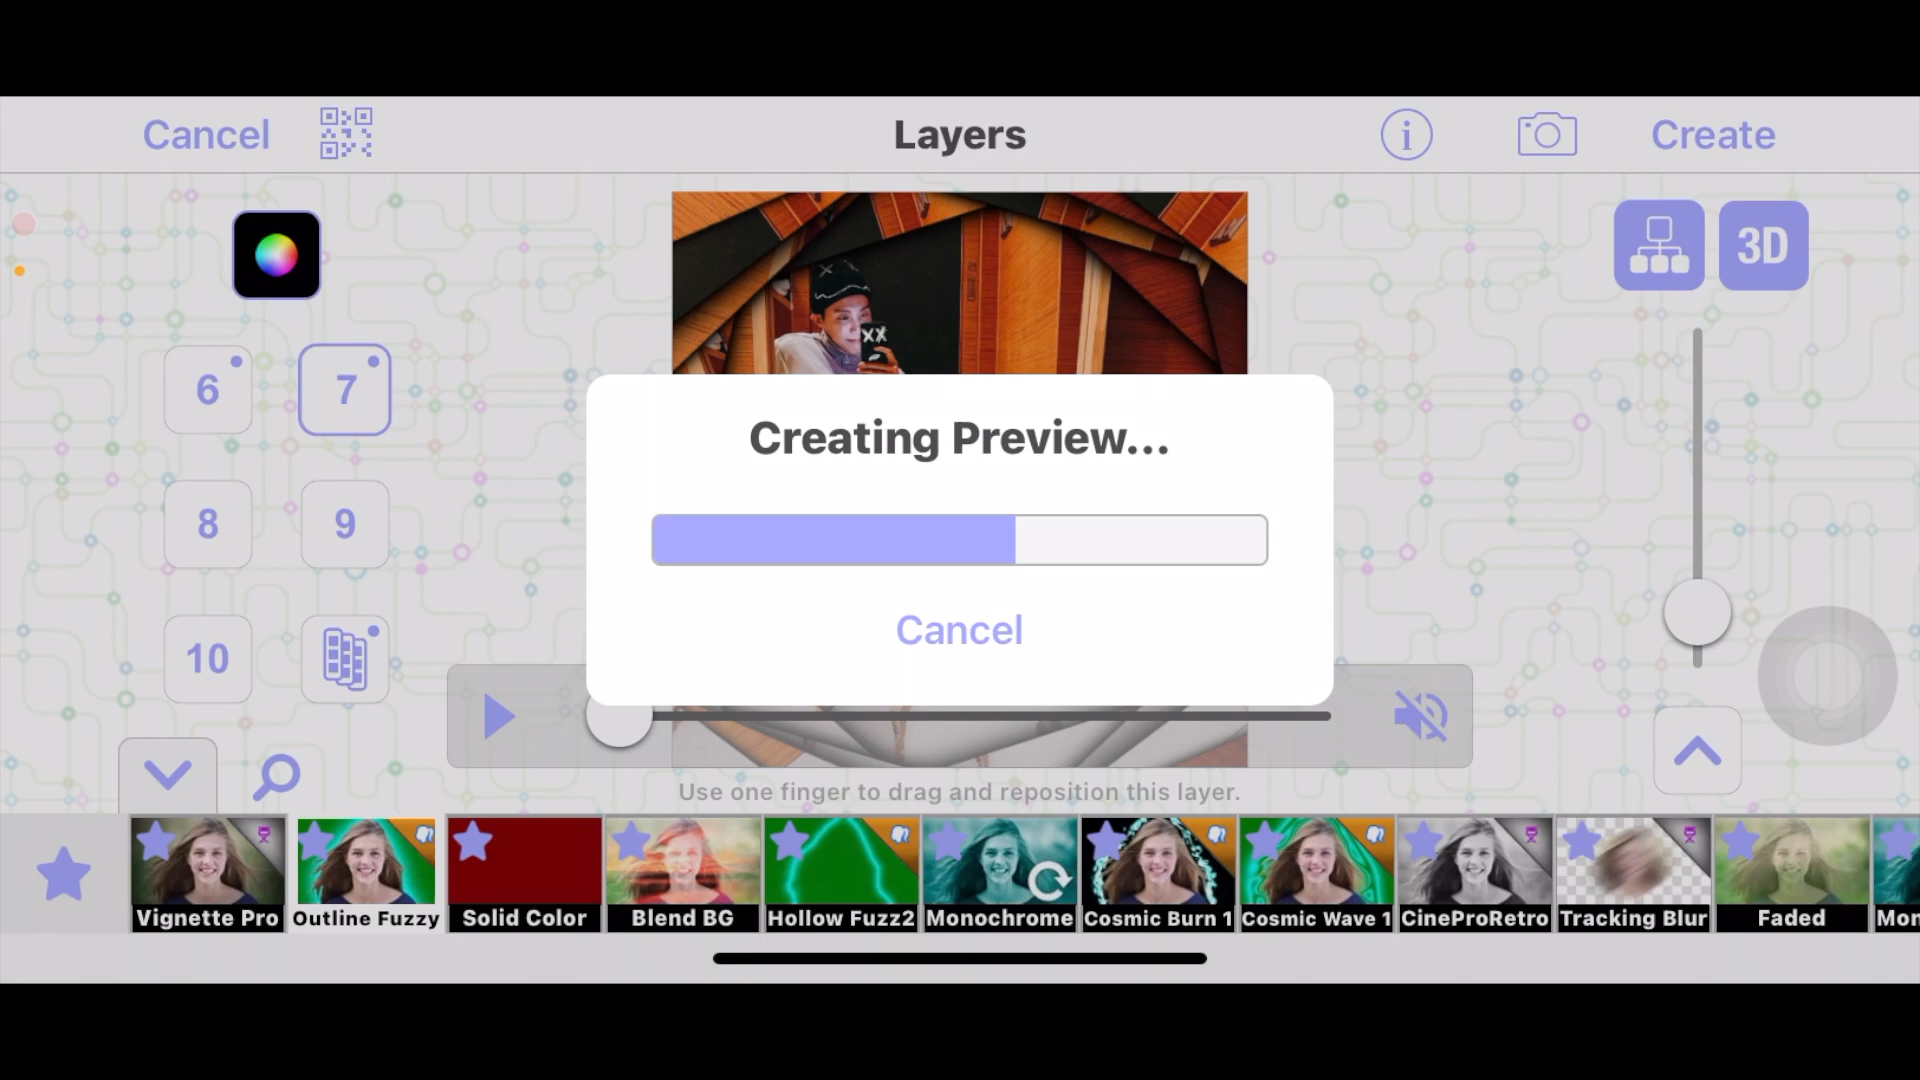 Cancel
Layers
Create
3D
6
7
8
9
10
XX
Creating Preview...
Cancel
Use one finger to drag and reposition this layer.
Vignette Pro
Outline Fuzzy
Solid Color
Blend BG
Hollow Fuzz2
Monochrome
Cosmic Burn 1
Cosmic Wave 1
CineProRetro
Tracking Blur
Faded
Mon